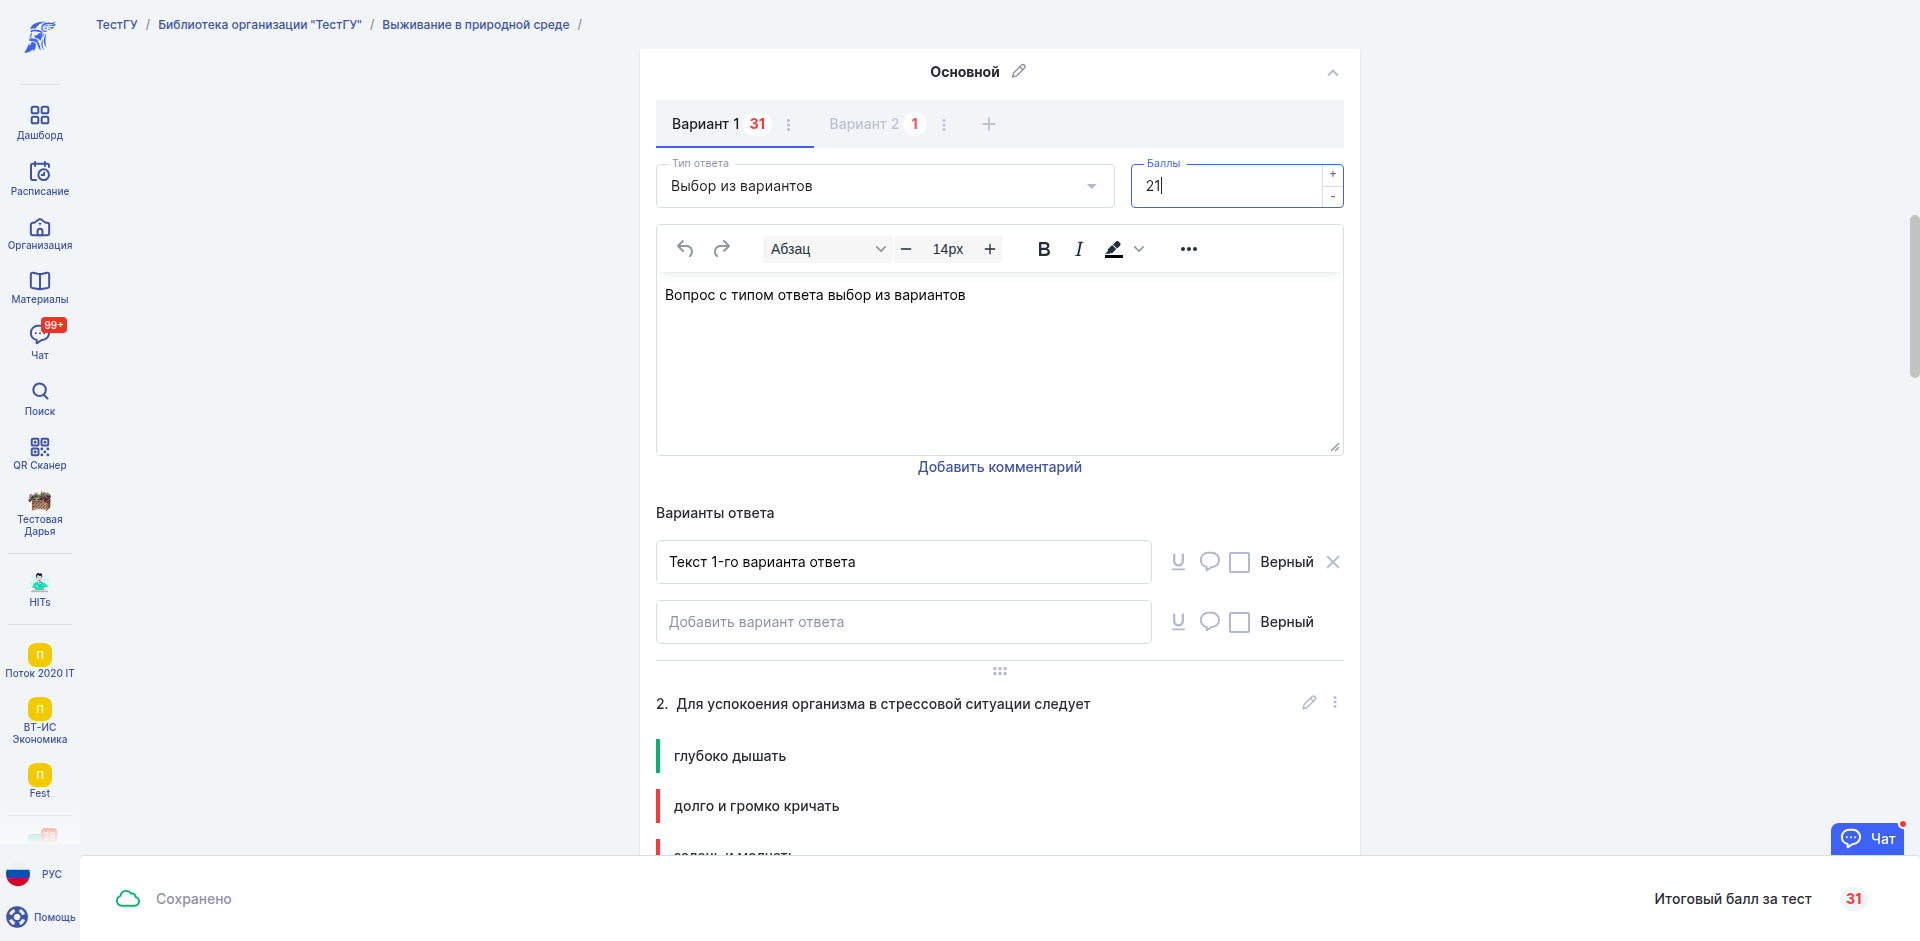 ТестГУ / Библиотека организации "ТестГУ" / Выживание в природной среде /
Дашборд
Расписание
Организация
Материалы
99+
Чат
Поиск
QR Сканер
Тестовая
Дарья
HITs
П
Поток 2020 IT
П
ВТ-ИС
Экономика
П
Fest
28
РУС
Помощь
Основной
Вариант 1 31 Вариант 2 1 +
Тип ответа
Выбор из вариантов
Баллы
21
+
-
Абзац − 14px + B I •••
Вопрос с типом ответа выбор из вариантов
Добавить комментарий
Варианты ответа
Текст 1-го варианта ответа U Верный
Добавить вариант ответа U Верный
2. Для успокоения организма в стрессовой ситуации следует
глубоко дышать
долго и громко кричать
Чат
Сохранено
Итоговый балл за тест 31